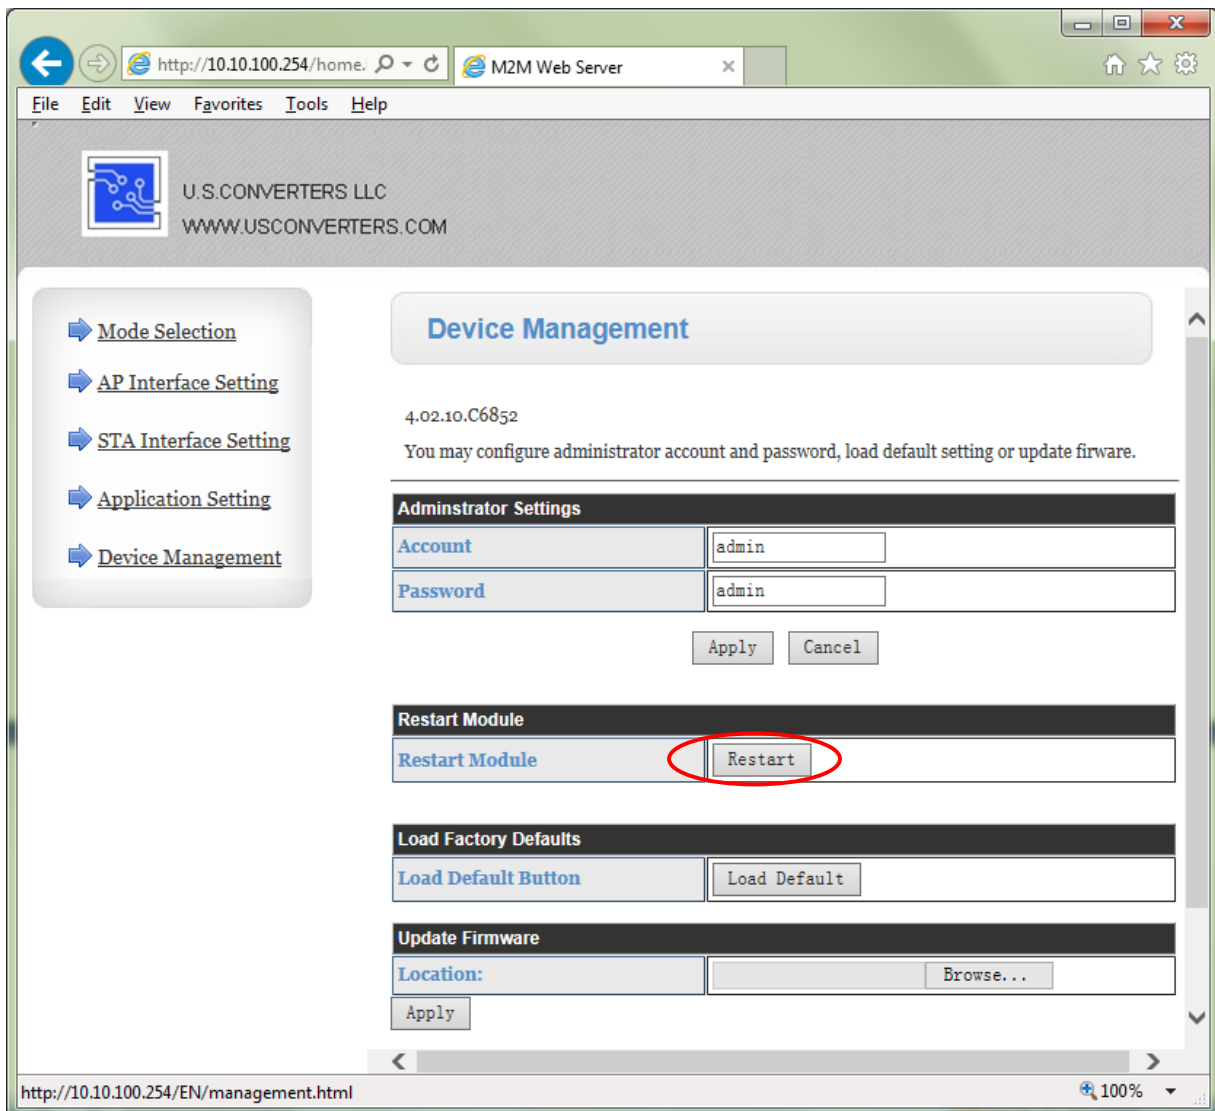 http://10.10.100.254/home.
M2M Web Server
File Edit View Favorites Tools Help
U.S.CONVERTERS LLC
WWW.USCONVERTERS.COM
Mode Selection
AP Interface Setting
STA Interface Setting
Application Setting
Device Management
Device Management
4.02.10.C6852
You may configure administrator account and password, load default setting or update firware.
Adminstrator Settings
Account admin
Password admin
Apply Cancel
Restart Module
Restart Module Restart
Load Factory Defaults
Load Default Button Load Default
Update Firmware
Location: Browse...
Apply
http://10.10.100.254/EN/management.html
100%